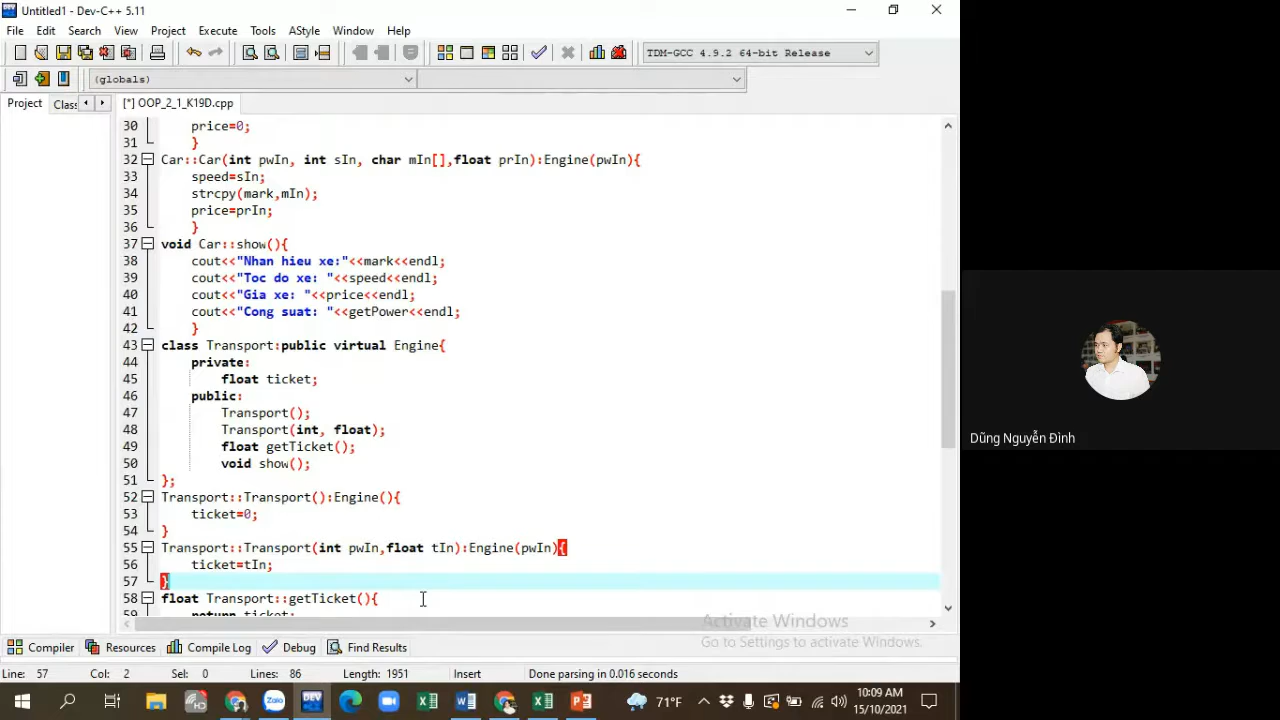 Untitled1 - Dev-C++ 5.11
File Edit Search View Project Execute Tools AStyle Window Help
TDM-GCC 4.9.2 64-bit Release
(globals)
Project Clas [*] OOP_2_1_K19D.cpp
30 price=0;
31 }
32 Car::Car(int pwIn, int sIn, char mIn[],float prIn):Engine(pwIn){
33 speed=sIn;
34 strcpy(mark,mIn);
35 price=prIn;
36 }
37 void Car::show(){
38 cout<<"Nhan hieu xe:"<<mark<<endl;
39 cout<<"Toc do xe: "<<speed<<endl;
40 cout<<"Gia xe: "<<price<<endl;
41 cout<<"Cong suat: "<<getPower<<endl;
42 }
43 class Transport:public virtual Engine{
44 private:
45 float ticket;
46 public:
47 Transport();
48 Transport(int, float);
49 float getTicket();
50 void show();
51 };
52 Transport::Transport():Engine(){
53 ticket=0;
54 }
55 Transport::Transport(int pwIn,float tIn):Engine(pwIn){
56 ticket=tIn;
57 }
58 float Transport::getTicket(){
59 return ticket;
Activate Windows
Go to Settings to activate Windows.
Compiler Resources Compile Log Debug Find Results
Line: 57 Col: 2 Sel: 0 Lines: 86 Length: 1951 Insert Done parsing in 0.016 seconds
71°F
10:09 AM
15/10/2021
Dũng Nguyễn Đình